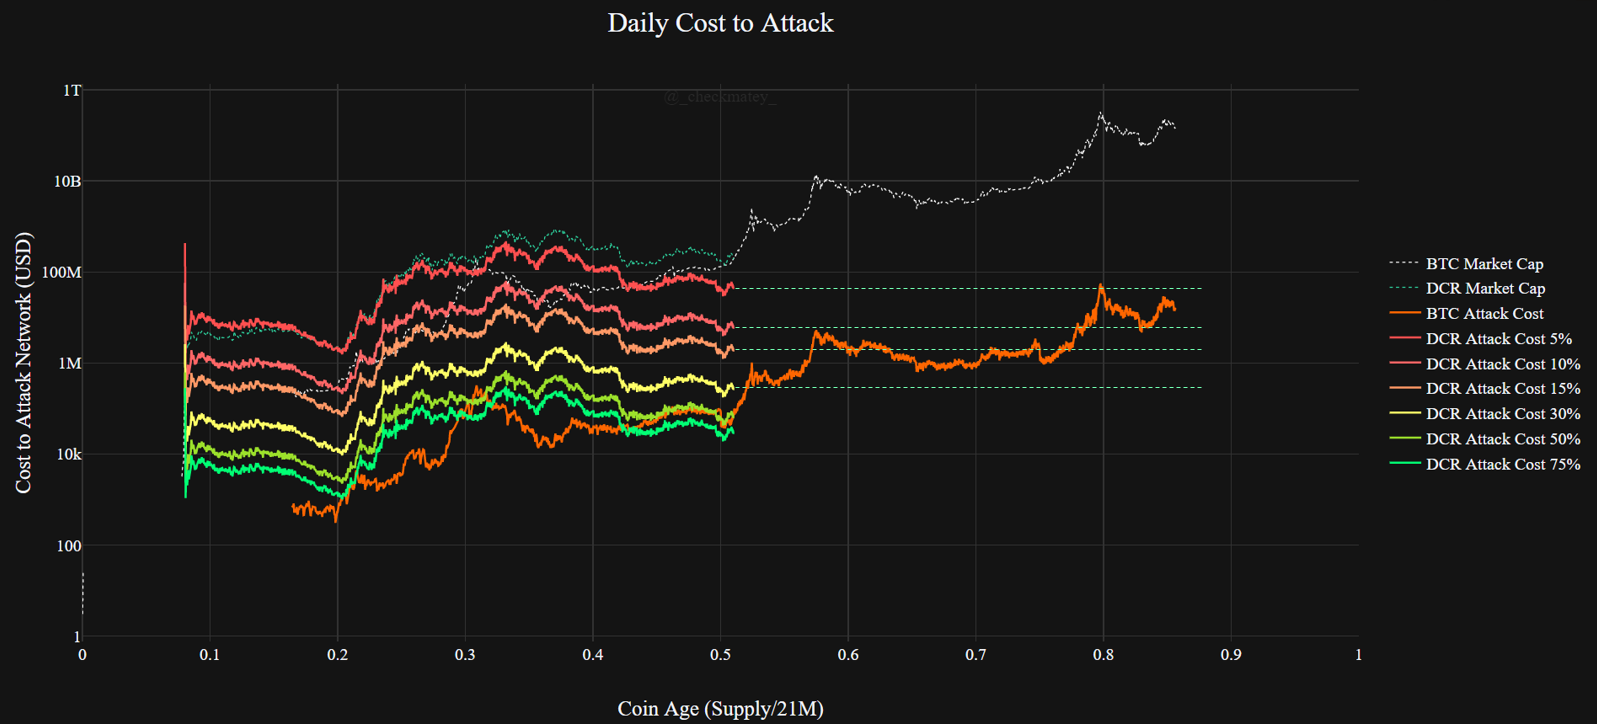 Daily Cost to Attack
@_checkmatey_
Cost to Attack Network (USD)
1T
10B
100M
1M
10k
100
1
0
0.1
0.2
0.3
0.4
0.5
0.6
0.7
0.8
0.9
1
Coin Age (Supply/21M)
BTC Market Cap
DCR Market Cap
BTC Attack Cost
DCR Attack Cost 5%
DCR Attack Cost 10%
DCR Attack Cost 15%
DCR Attack Cost 30%
DCR Attack Cost 50%
DCR Attack Cost 75%